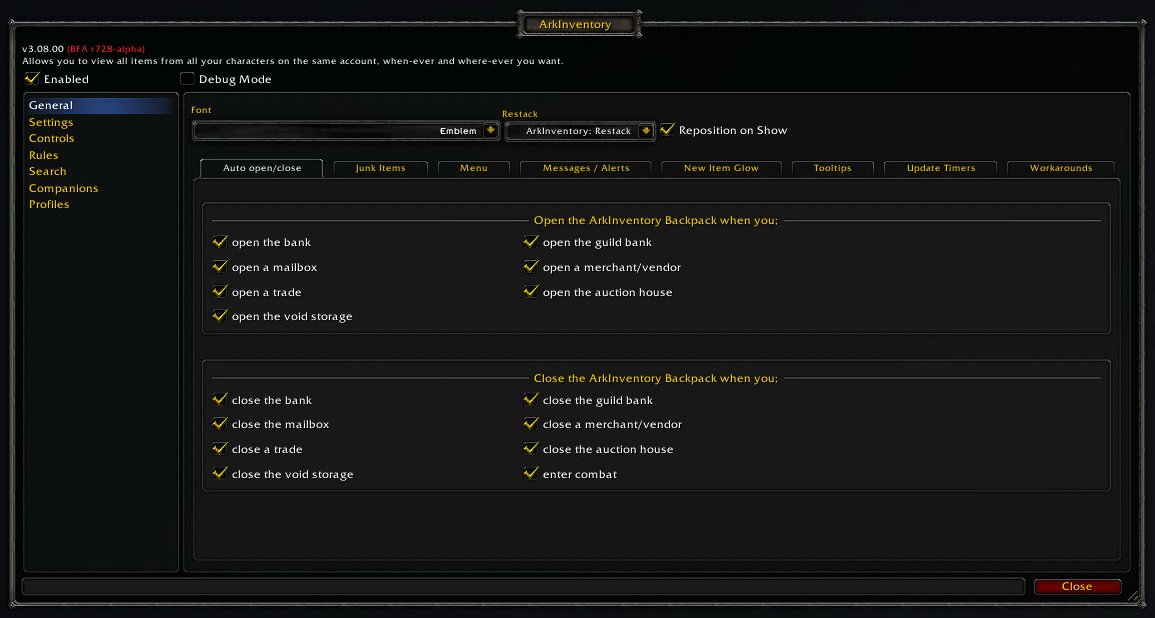 ArkInventory
v3.08.00 (BFA r728-alpha)
Allows you to view all items from all your characters on the same account, when-ever and where-ever you want.
Enabled Debug Mode
General
Settings
Controls
Rules
Search
Companions
Profiles
Font Restack
Emblem ArkInventory: Restack Reposition on Show
Auto open/close Junk Items Menu Messages / Alerts New Item Glow Tooltips Update Timers Workarounds
Open the ArkInventory Backpack when you;
open the bank open the guild bank
open a mailbox open a merchant/vendor
open a trade open the auction house
open the void storage
Close the ArkInventory Backpack when you;
close the bank close the guild bank
close the mailbox close a merchant/vendor
close a trade close the auction house
close the void storage enter combat
Close